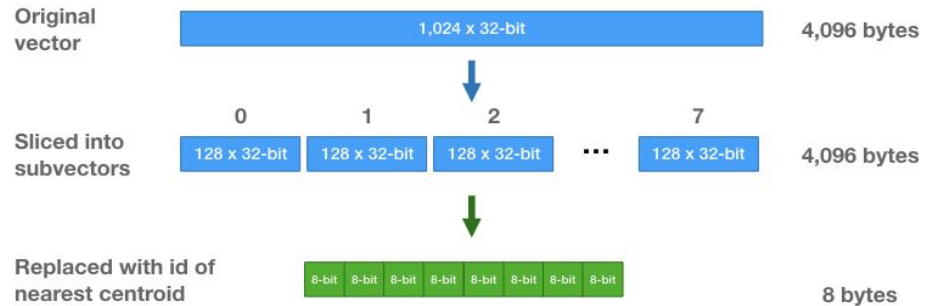 Original
vector
1,024 x 32-bit
4,096 bytes
0 1 2 7
Sliced into
subvectors
128 x 32-bit 128 x 32-bit 128 x 32-bit ... 128 x 32-bit
4,096 bytes
Replaced with id of
nearest centroid
8-bit 8-bit 8-bit 8-bit 8-bit 8-bit 8-bit 8-bit
8 bytes